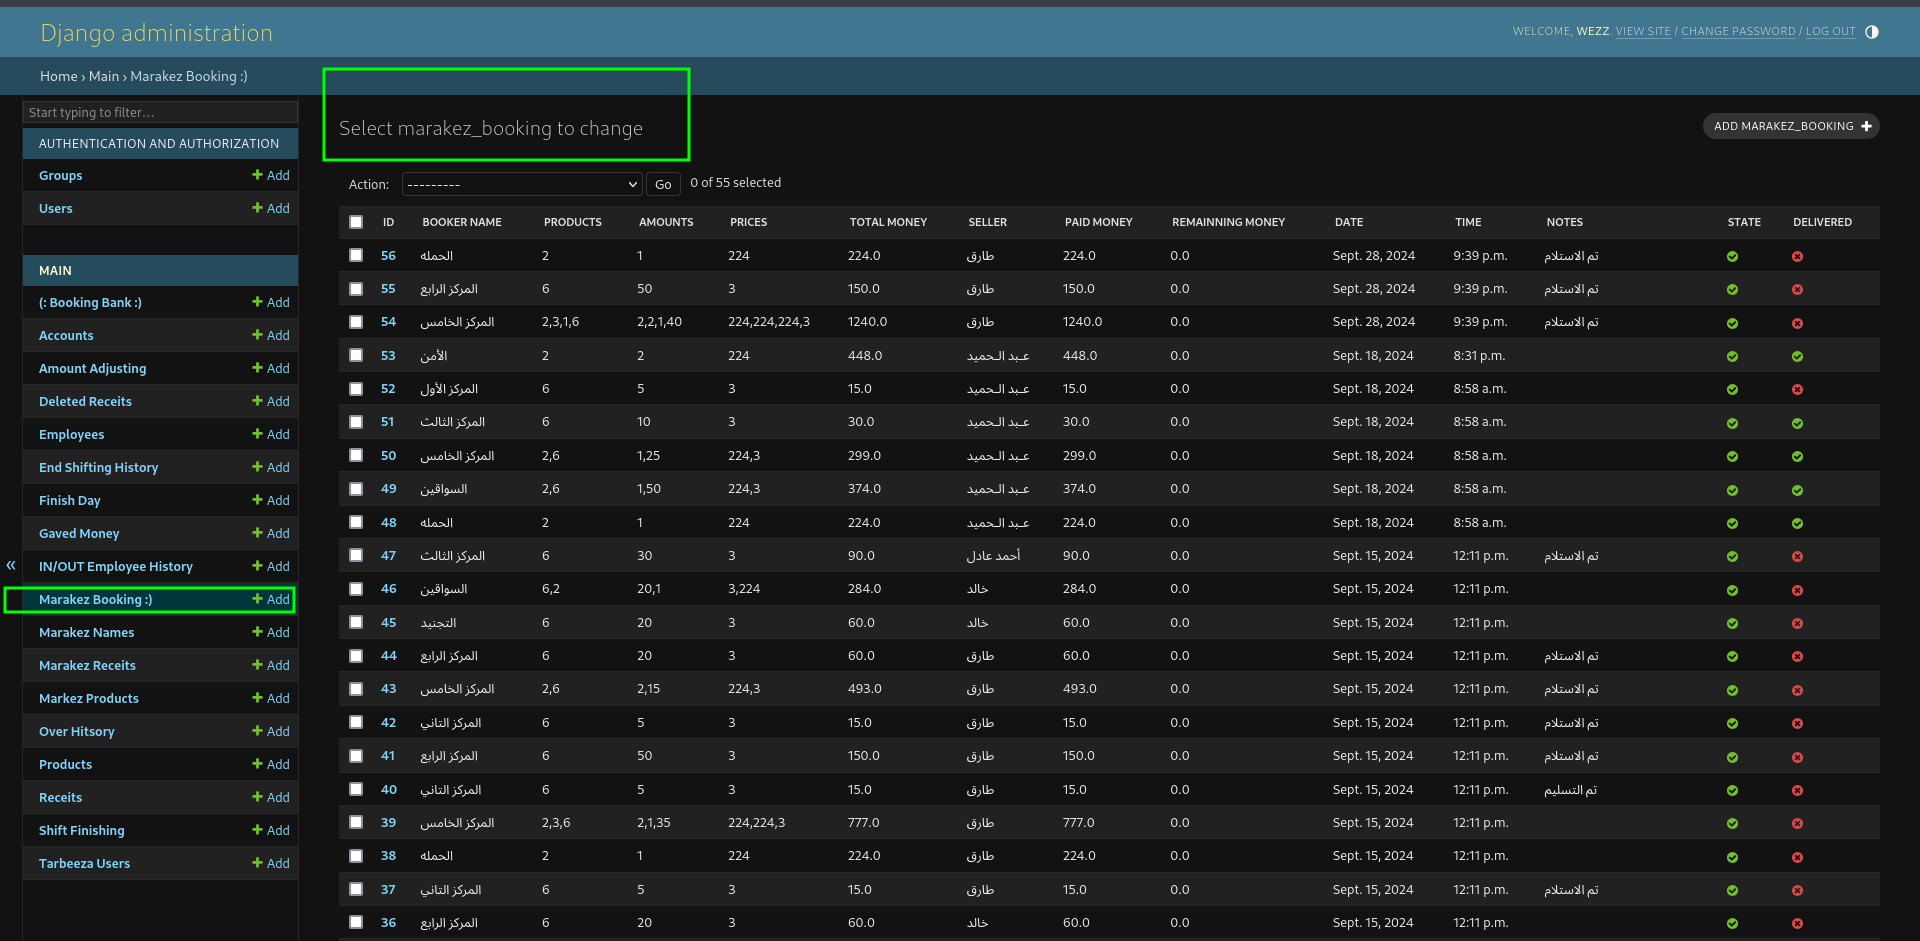 Django administration
WELCOME, WEZZ. VIEW SITE / CHANGE PASSWORD / LOG OUT
Home › Main › Marakez Booking :)
Start typing to filter...
AUTHENTICATION AND AUTHORIZATION
Groups + Add
Users + Add
MAIN
(: Booking Bank :) + Add
Accounts + Add
Amount Adjusting + Add
Deleted Receits + Add
Employees + Add
End Shifting History + Add
Finish Day + Add
Gaved Money + Add
«
IN/OUT Employee History + Add
Marakez Booking :) + Add
Marakez Names + Add
Marakez Receits + Add
Markez Products + Add
Over Hitsory + Add
Products + Add
Receits + Add
Shift Finishing + Add
Tarbeeza Users + Add
Select marakez_booking to change
ADD MARAKEZ_BOOKING +
Action: --------- Go 0 of 55 selected
ID BOOKER NAME PRODUCTS AMOUNTS PRICES TOTAL MONEY SELLER PAID MONEY REMAINNING MONEY DATE TIME NOTES STATE DELIVERED
56 الحمله 2 1 224 224.0 طارق 224.0 0.0 Sept. 28, 2024 9:39 p.m. تم الاستلام
55 المركز الرابع 6 50 3 150.0 طارق 150.0 0.0 Sept. 28, 2024 9:39 p.m. تم الاستلام
54 المركز الخامس 2,3,1,6 2,2,1,40 224,224,224,3 1240.0 طارق 1240.0 0.0 Sept. 28, 2024 9:39 p.m. تم الاستلام
53 الأمن 2 2 224 448.0 عـبد الـحميد 448.0 0.0 Sept. 18, 2024 8:31 p.m.
52 المركز الأول 6 5 3 15.0 عـبد الـحميد 15.0 0.0 Sept. 18, 2024 8:58 a.m.
51 المركز الثالث 6 10 3 30.0 عـبد الـحميد 30.0 0.0 Sept. 18, 2024 8:58 a.m.
50 المركز الخامس 2,6 1,25 224,3 299.0 عـبد الـحميد 299.0 0.0 Sept. 18, 2024 8:58 a.m.
49 السواقين 2,6 1,50 224,3 374.0 عـبد الـحميد 374.0 0.0 Sept. 18, 2024 8:58 a.m.
48 الحمله 2 1 224 224.0 عـبد الـحميد 224.0 0.0 Sept. 18, 2024 8:58 a.m.
47 المركز الثالث 6 30 3 90.0 أحمد عادل 90.0 0.0 Sept. 15, 2024 12:11 p.m. تم الاستلام
46 السواقين 6,2 20,1 3,224 284.0 خالد 284.0 0.0 Sept. 15, 2024 12:11 p.m.
45 التجنيد 6 20 3 60.0 خالد 60.0 0.0 Sept. 15, 2024 12:11 p.m.
44 المركز الرابع 6 20 3 60.0 طارق 60.0 0.0 Sept. 15, 2024 12:11 p.m. تم الاستلام
43 المركز الخامس 2,6 2,15 224,3 493.0 طارق 493.0 0.0 Sept. 15, 2024 12:11 p.m. تم الاستلام
42 المركز التاني 6 5 3 15.0 طارق 15.0 0.0 Sept. 15, 2024 12:11 p.m. تم الاستلام
41 المركز الرابع 6 50 3 150.0 طارق 150.0 0.0 Sept. 15, 2024 12:11 p.m. تم الاستلام
40 المركز التاني 6 5 3 15.0 طارق 15.0 0.0 Sept. 15, 2024 12:11 p.m. تم التسليم
39 المركز الخامس 2,3,6 2,1,35 224,224,3 777.0 طارق 777.0 0.0 Sept. 15, 2024 12:11 p.m.
38 الحمله 2 1 224 224.0 طارق 224.0 0.0 Sept. 15, 2024 12:11 p.m.
37 المركز التاني 6 5 3 15.0 طارق 15.0 0.0 Sept. 15, 2024 12:11 p.m. تم الاستلام
36 المركز الرابع 6 20 3 60.0 خالد 60.0 0.0 Sept. 15, 2024 12:11 p.m.